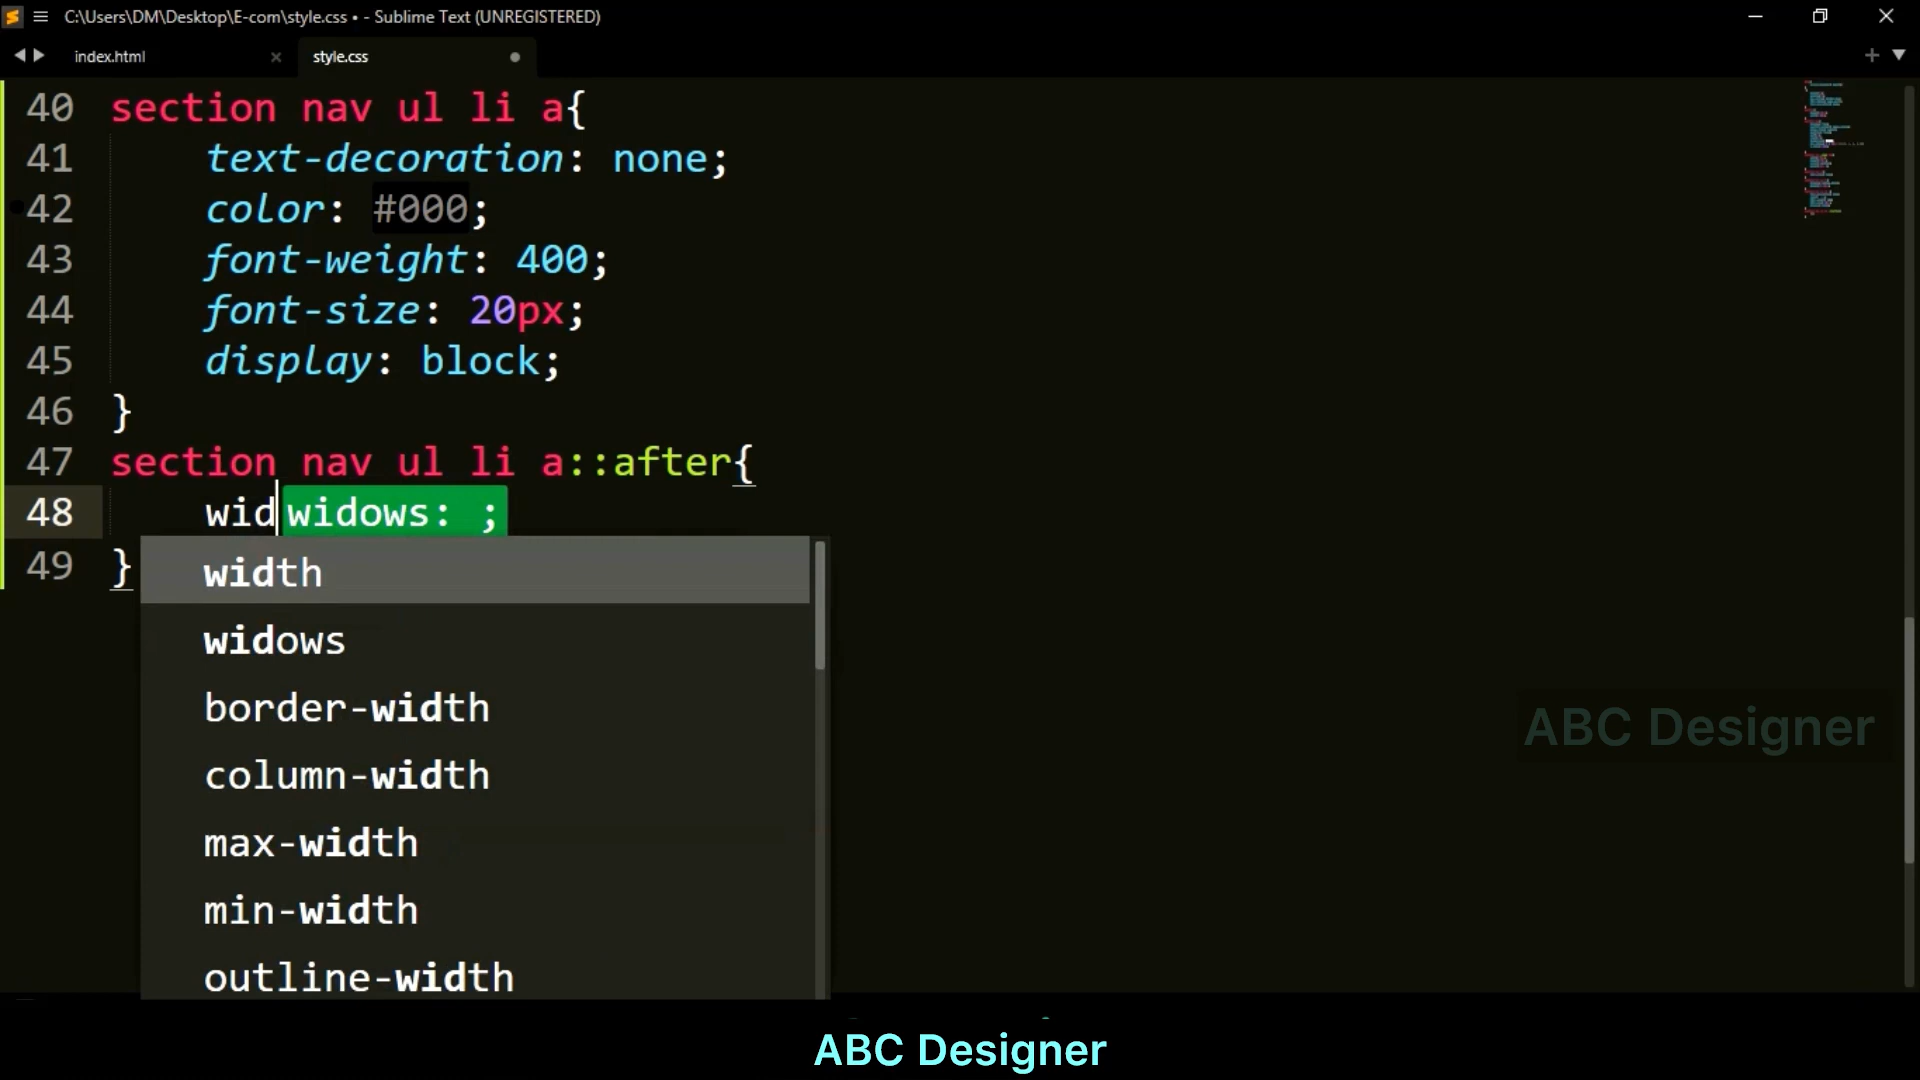 C:\Users\DM\Desktop\E-com\style.css • - Sublime Text (UNREGISTERED)
index.html
style.css
40 section nav ul li a{
41 text-decoration: none;
42 color: #000;
43 font-weight: 400;
44 font-size: 20px;
45 display: block;
46 }
47 section nav ul li a::after{
48 wid widows: ;
49 }
width
widows
border-width
column-width
max-width
min-width
outline-width
ABC Designer
ABC Designer